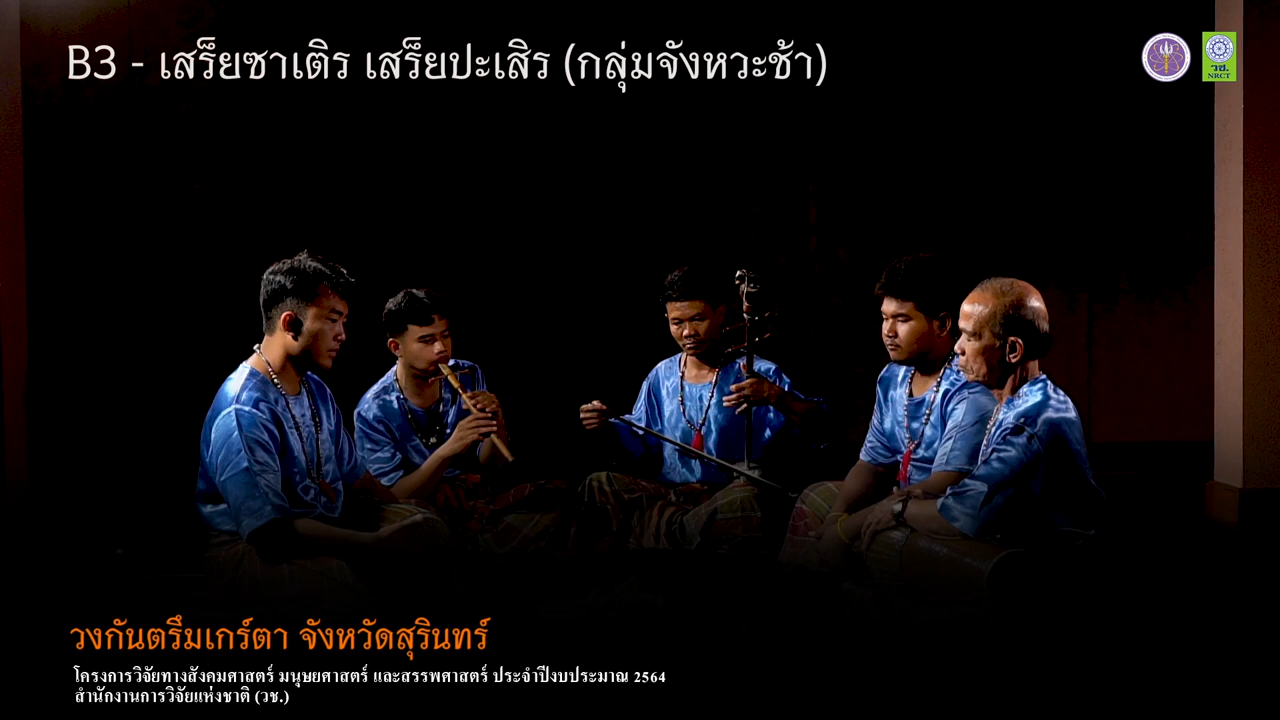 B3 - เสร็ยซาเติร เสร็ยปะเสิร (กลุ่มจังหวะช้า)
วช.
NRCT
วงกันตรึมเกร์ตา จังหวัดสุรินทร์
โครงการวิจัยทางสังคมศาสตร์ มนุษยศาสตร์ และสรรพศาสตร์ ประจำปีงบประมาณ 2564
สำนักงานการวิจัยแห่งชาติ (วช.)